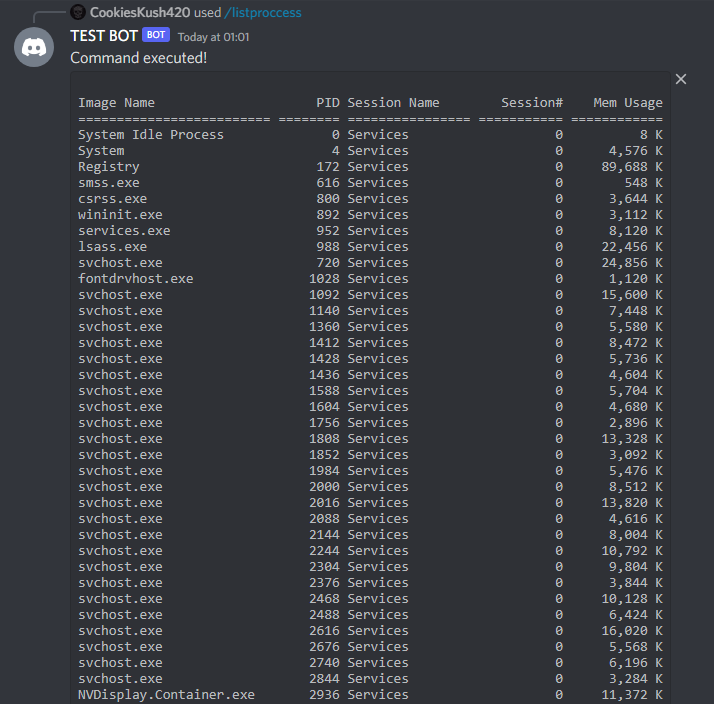 CookiesKush420 used /listproccess
TEST BOT BOT Today at 01:01
Command executed!
Image Name                     PID Session Name        Session#    Mem Usage
========================= ======== ================ =========== ============
System Idle Process              0 Services                   0          8 K
System                           4 Services                   0      4,576 K
Registry                       172 Services                   0     89,688 K
smss.exe                       616 Services                   0        548 K
csrss.exe                      800 Services                   0      3,644 K
wininit.exe                    892 Services                   0      3,112 K
services.exe                   952 Services                   0      8,120 K
lsass.exe                      988 Services                   0     22,456 K
svchost.exe                    720 Services                   0     24,856 K
fontdrvhost.exe               1028 Services                   0      1,120 K
svchost.exe                   1092 Services                   0     15,600 K
svchost.exe                   1140 Services                   0      7,448 K
svchost.exe                   1360 Services                   0      5,580 K
svchost.exe                   1412 Services                   0      8,472 K
svchost.exe                   1428 Services                   0      5,736 K
svchost.exe                   1436 Services                   0      4,604 K
svchost.exe                   1588 Services                   0      5,704 K
svchost.exe                   1604 Services                   0      4,680 K
svchost.exe                   1756 Services                   0      2,896 K
svchost.exe                   1808 Services                   0     13,328 K
svchost.exe                   1852 Services                   0      3,092 K
svchost.exe                   1984 Services                   0      5,476 K
svchost.exe                   2000 Services                   0      8,512 K
svchost.exe                   2016 Services                   0     13,820 K
svchost.exe                   2088 Services                   0      4,616 K
svchost.exe                   2144 Services                   0      8,004 K
svchost.exe                   2244 Services                   0     10,792 K
svchost.exe                   2304 Services                   0      9,804 K
svchost.exe                   2376 Services                   0      3,844 K
svchost.exe                   2468 Services                   0     10,128 K
svchost.exe                   2488 Services                   0      6,424 K
svchost.exe                   2616 Services                   0     16,020 K
svchost.exe                   2676 Services                   0      5,568 K
svchost.exe                   2740 Services                   0      6,196 K
svchost.exe                   2844 Services                   0      3,284 K
NVDisplay.Container.exe       2936 Services                   0     11,372 K